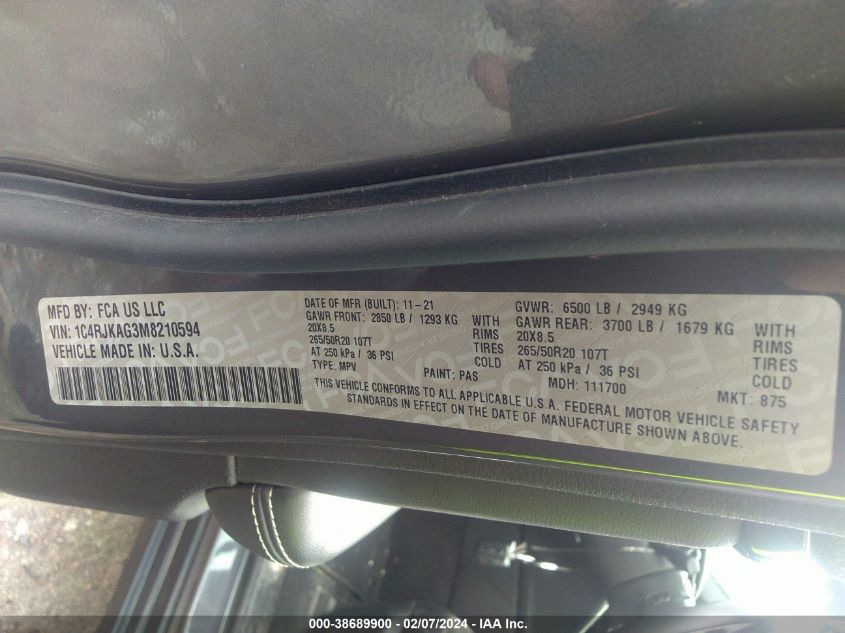 MFD BY: FCA US LLC
VIN: 1C4RJKAG3M8210594
VEHICLE MADE IN: U.S.A.
DATE OF MFR (BUILT): 11-21
GAWR FRONT: 2850 LB / 1293 KG WITH
20X8.5 RIMS
265/50R20 107T TIRES
AT 250 kPa / 36 PSI COLD
TYPE: MPV PAINT: PAS
GVWR: 6500 LB / 2949 KG
GAWR REAR: 3700 LB / 1679 KG WITH
20X8.5 RIMS
265/50R20 107T TIRES
AT 250 kPa / 36 PSI COLD
MDH: 111700 MKT: 875
THIS VEHICLE CONFORMS TO ALL APPLICABLE U.S.A. FEDERAL MOTOR VEHICLE SAFETY
STANDARDS IN EFFECT ON THE DATE OF MANUFACTURE SHOWN ABOVE.
000-38689900 - 02/07/2024 - IAA Inc.